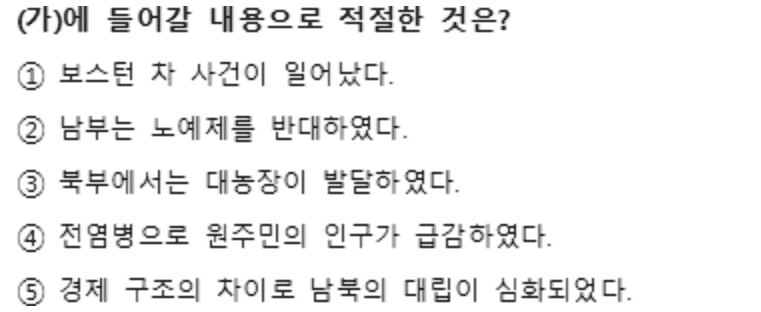 (가)에 들어갈 내용으로 적절한 것은?
① 보스턴 차 사건이 일어났다.
② 남부는 노예제를 반대하였다.
③ 북부에서는 대농장이 발달하였다.
④ 전염병으로 원주민의 인구가 급감하였다.
⑤ 경제 구조의 차이로 남북의 대립이 심화되었다.